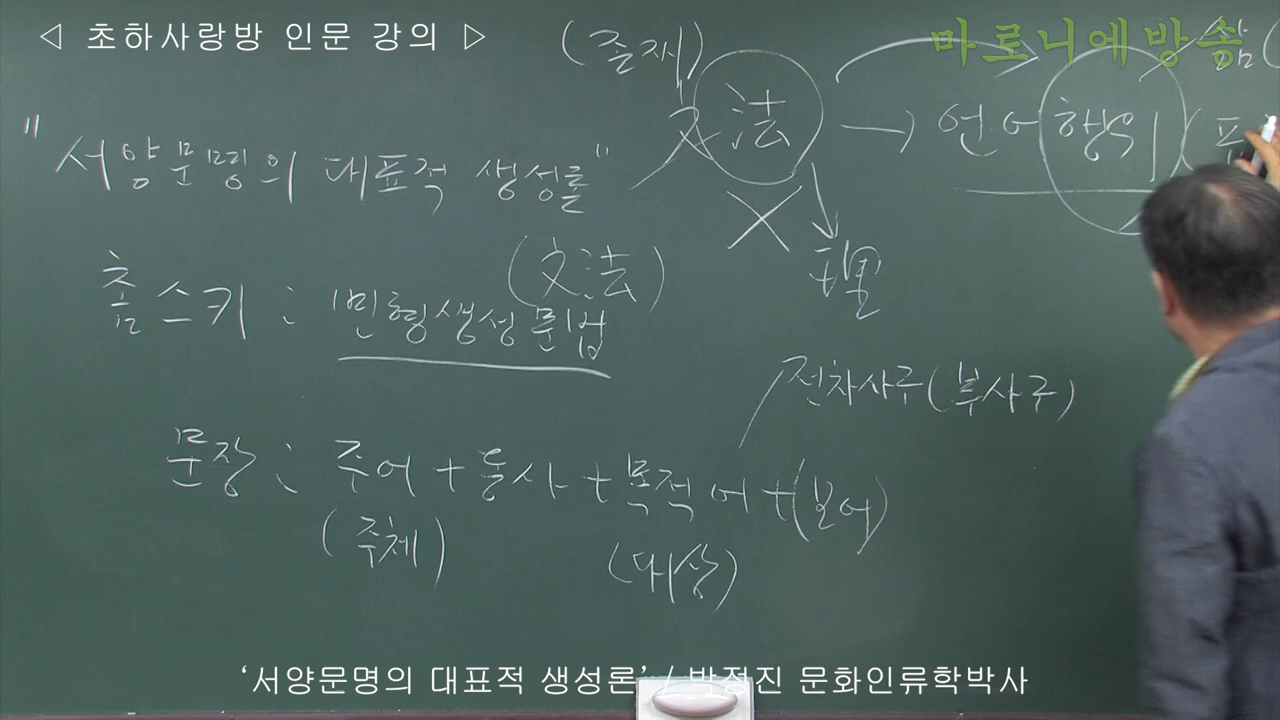 ◁ 초하사랑방 인문 강의 ▷
마로니에방송
(존재)
文法 → 언어행위 (표
理
"서양문명의 대표적 생성론"
촘스키 : 변형생성문법
(文法)
전치사구(부사구)
문장 : 주어 + 동사 + 목적어 + (보어)
(주체)
(대상)
'서양문명의 대표적 생성론' / 박정진 문화인류학박사